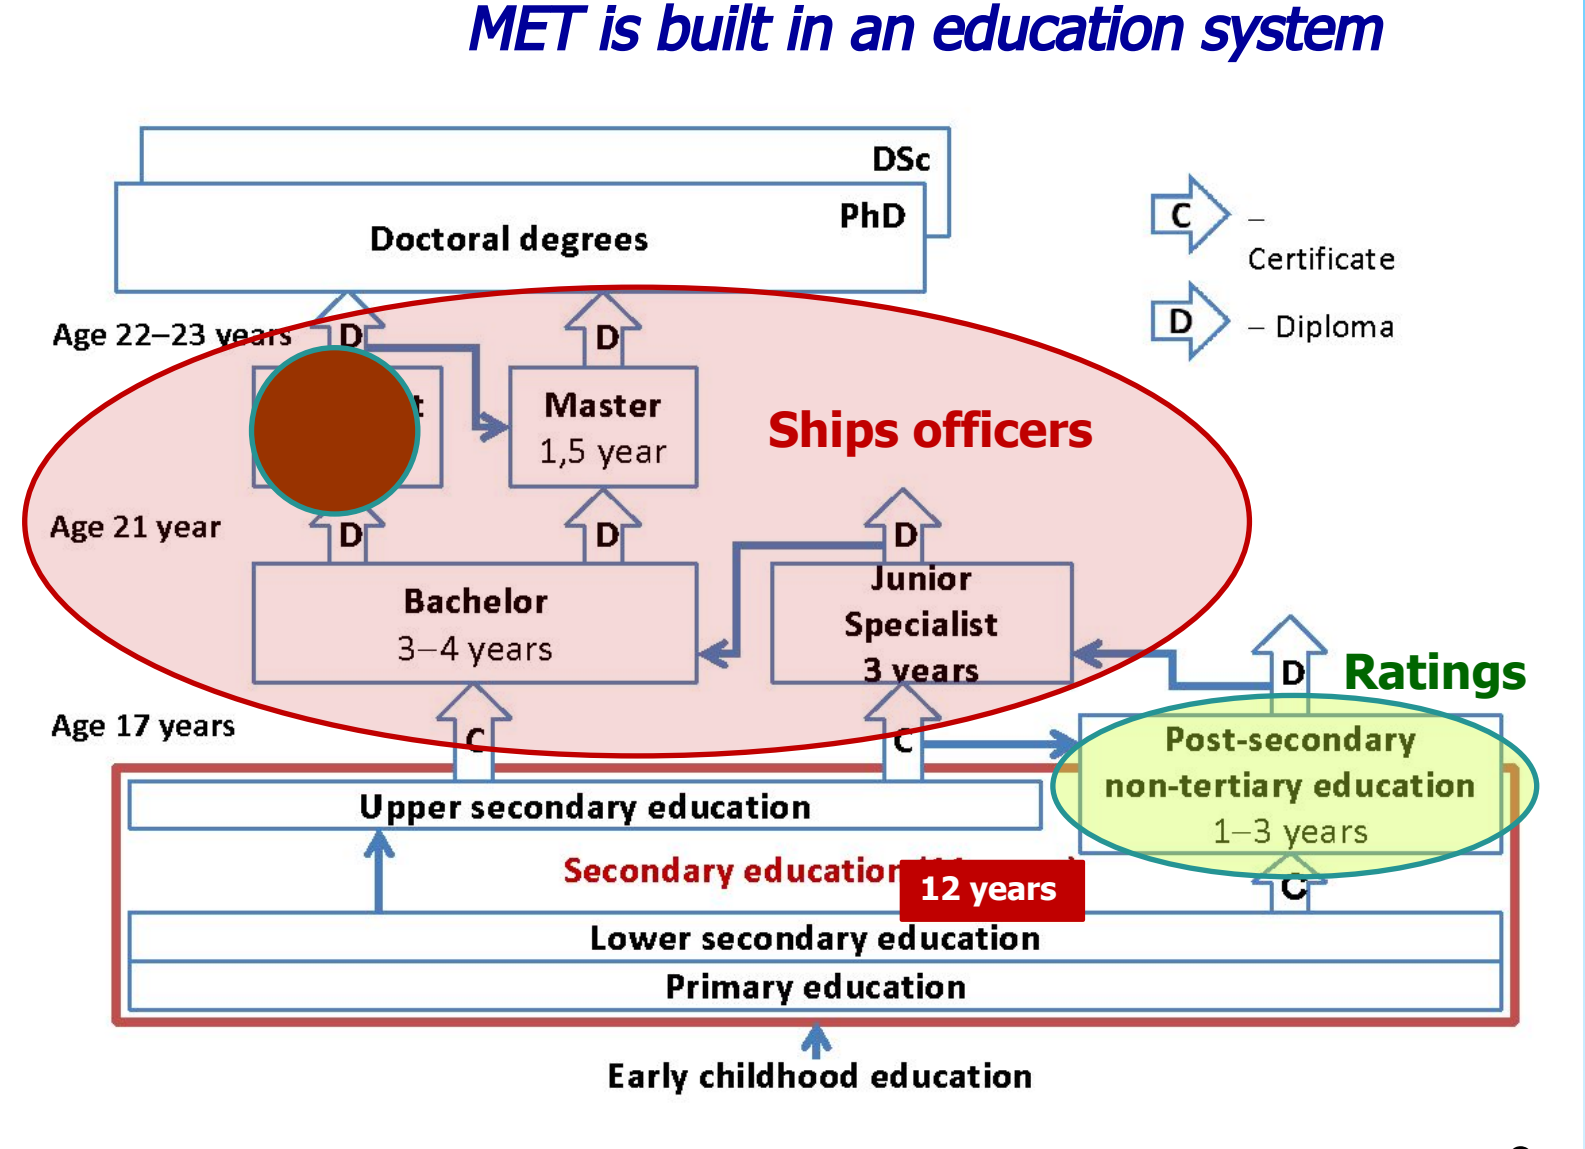 MET is built in an education system
DSc
PhD
Doctoral degrees
C –
Certificate
D – Diploma
Age 22–23 years
D
D
t
Master
1,5 year
Ships officers
Age 21 year
D
D
D
Bachelor
3–4 years
Junior
Specialist
3 years
D
Ratings
Age 17 years
C
C
Post-secondary
non-tertiary education
1–3 years
Upper secondary education
Secondary education
12 years
C
Lower secondary education
Primary education
Early childhood education